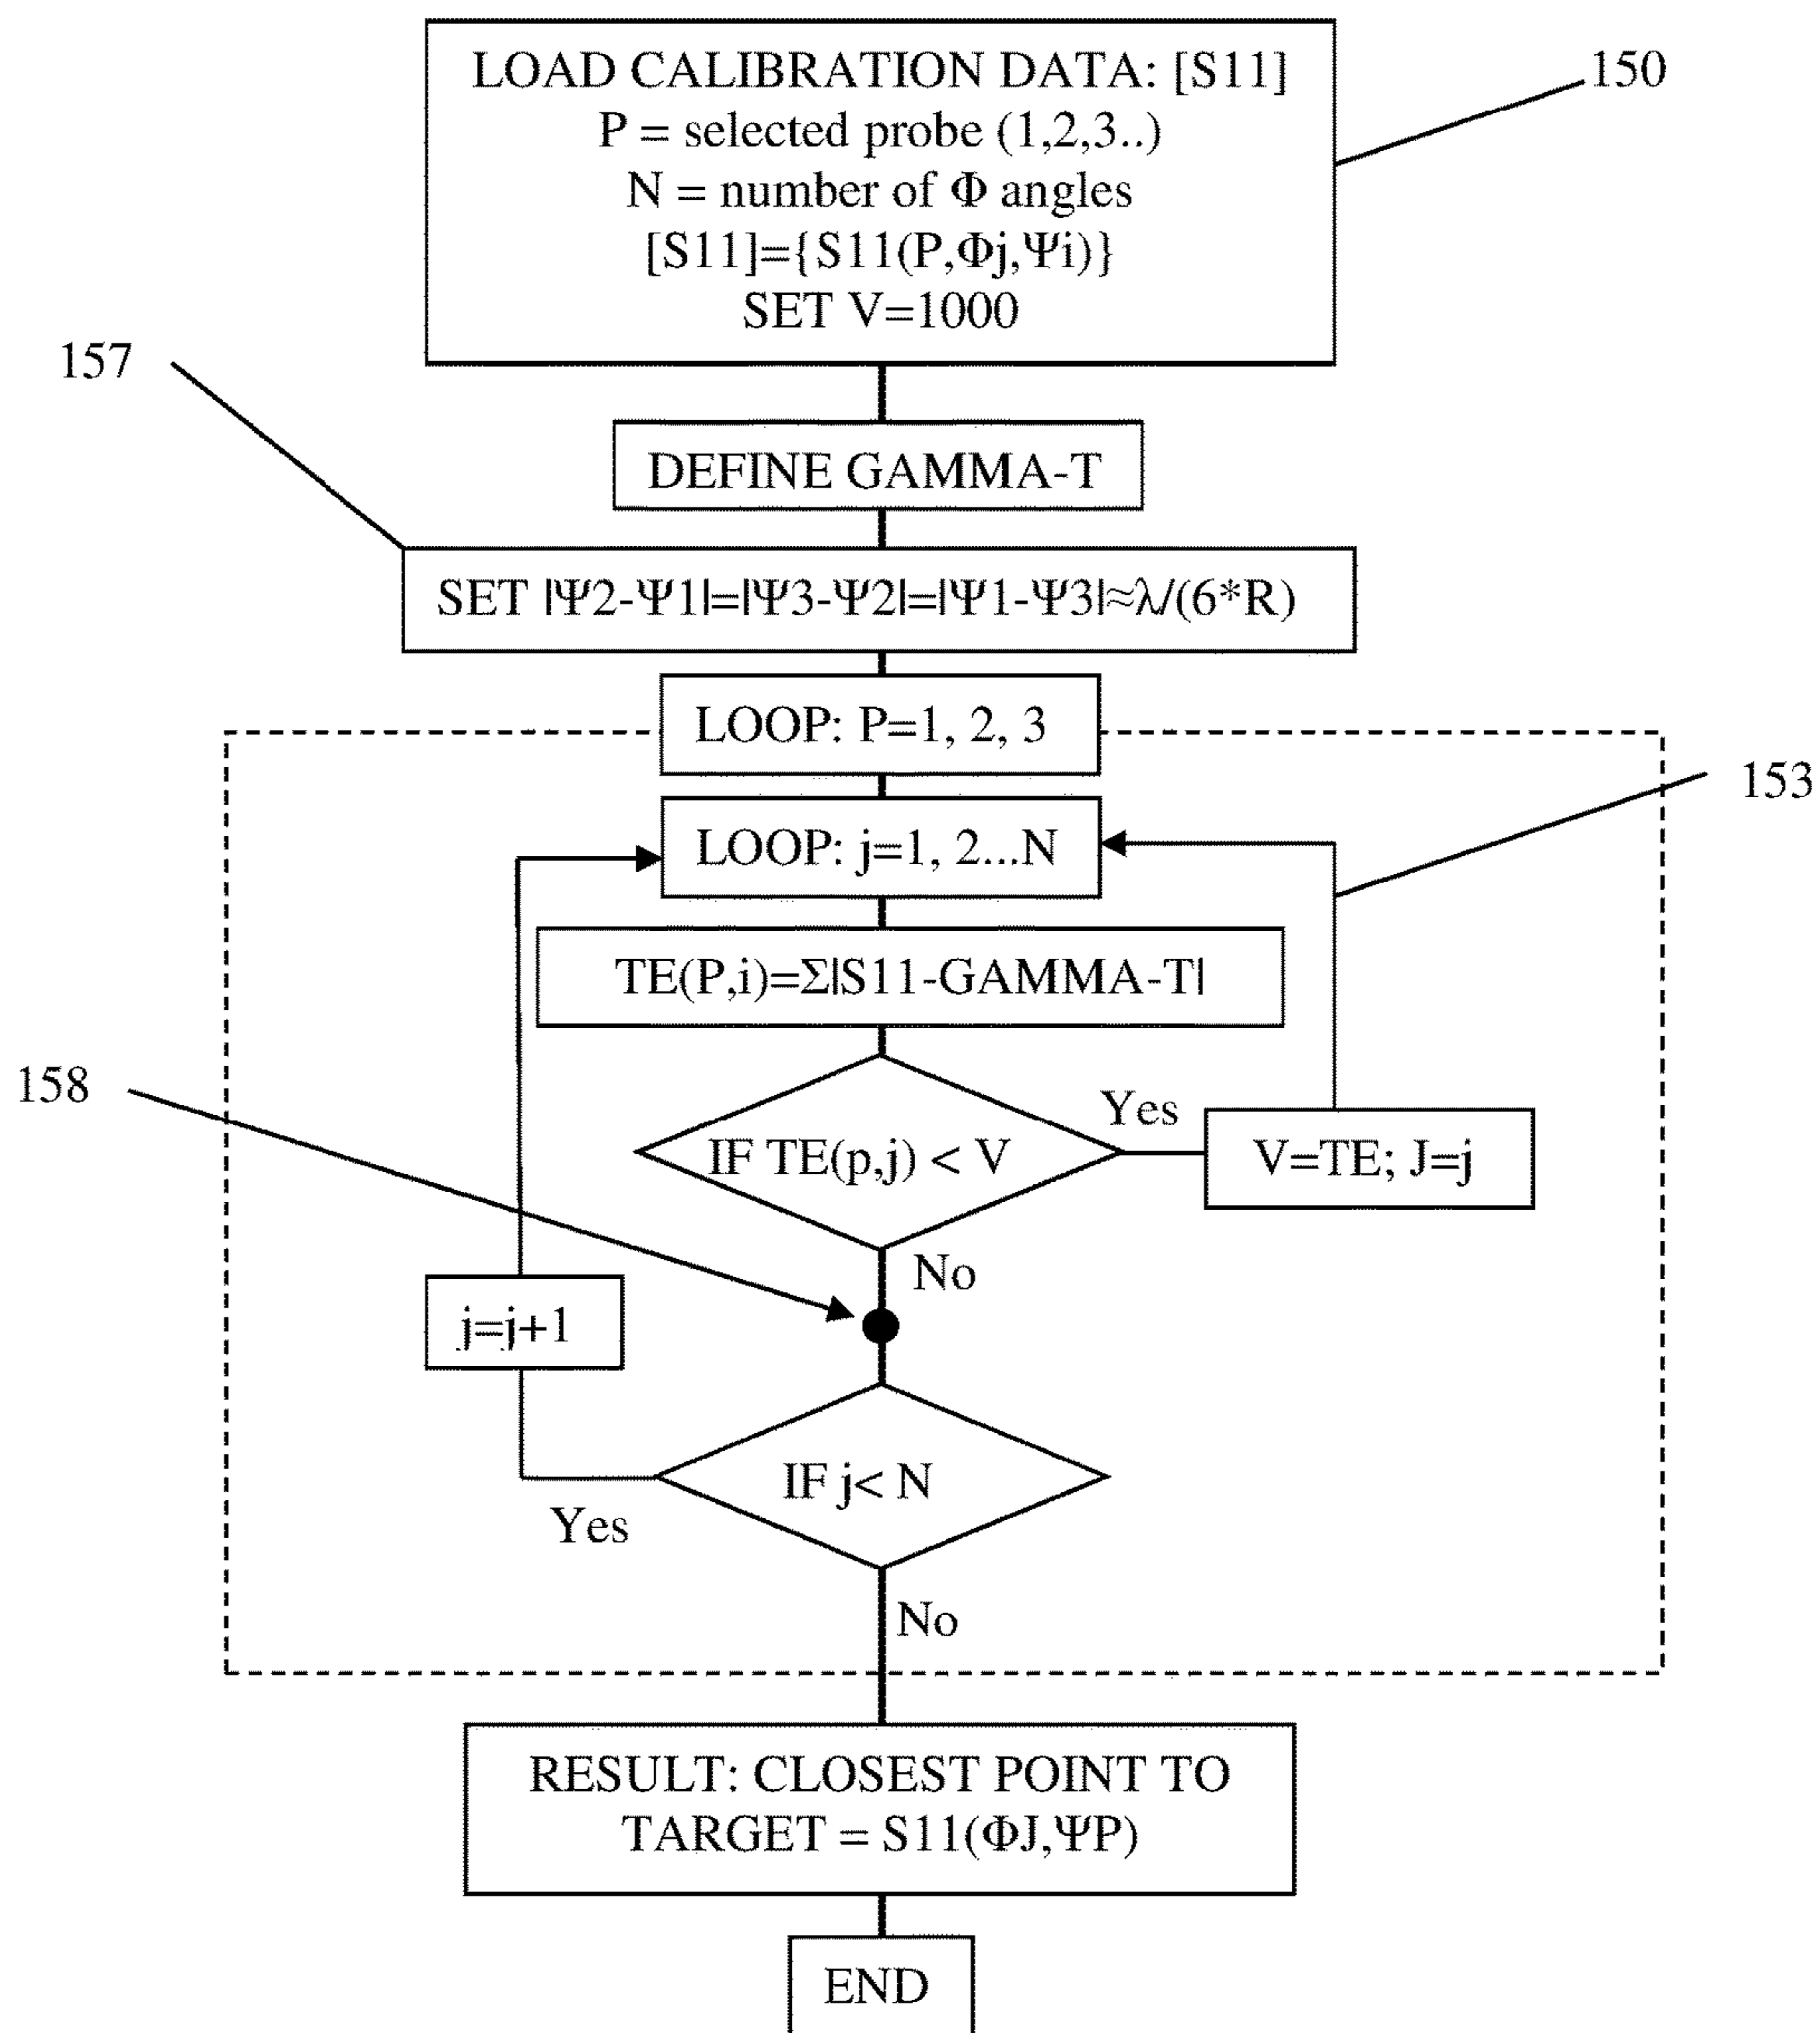 LOAD CALIBRATION DATA: [S11]
P = selected probe (1,2,3..)
N = number of Φ angles
[S11]={S11(P,Φj,Ψi)}
SET V=1000
150
157
DEFINE GAMMA-T
SET |Ψ2-Ψ1|=|Ψ3-Ψ2|=|Ψ1-Ψ3|≈λ/(6*R)
LOOP: P=1, 2, 3
153
LOOP: j=1, 2...N
TE(P,i)=Σ|S11-GAMMA-T|
158
IF TE(p,j) < V
Yes
V=TE; J=j
No
j=j+1
IF j< N
Yes
No
RESULT: CLOSEST POINT TO
TARGET = S11(ΦJ,ΨP)
END